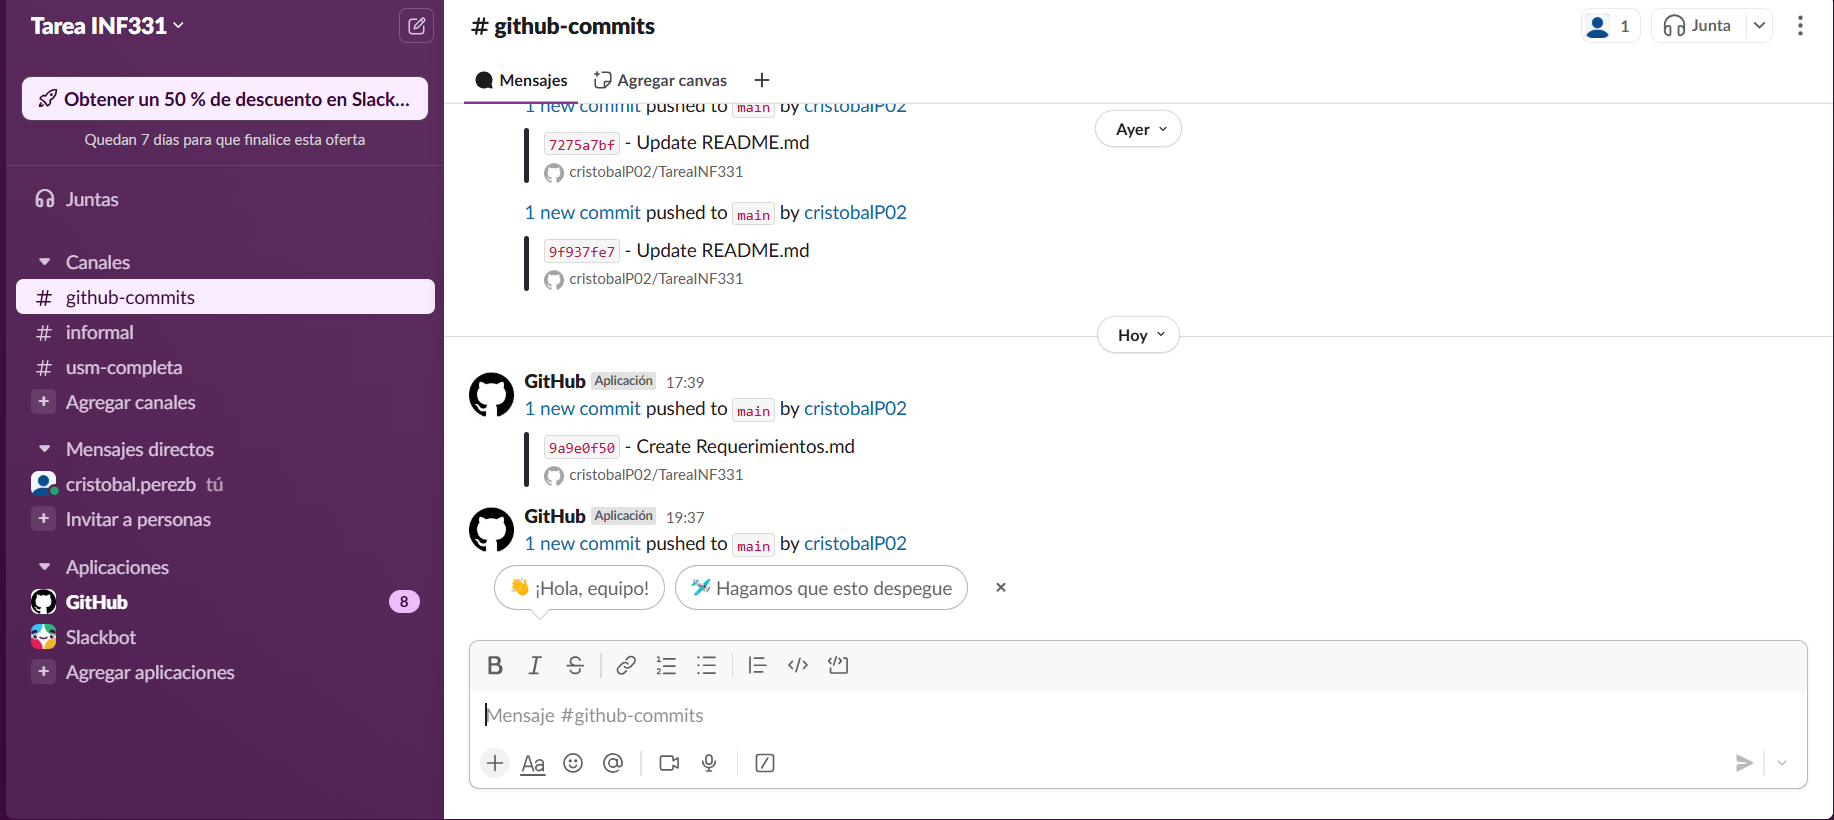 Tarea INF331
Obtener un 50 % de descuento en Slack...
Quedan 7 días para que finalice esta oferta
Juntas
Canales
# github-commits
# informal
# usm-completa
+ Agregar canales
Mensajes directos
cristobal.perezb tú
+ Invitar a personas
Aplicaciones
GitHub 8
Slackbot
+ Agregar aplicaciones
# github-commits
1
Junta
Mensajes
Agregar canvas
+
1 new commit pushed to main by cristobalP02
Ayer
7275a7bf - Update README.md
cristobalP02/TareaINF331
1 new commit pushed to main by cristobalP02
9f937fe7 - Update README.md
cristobalP02/TareaINF331
Hoy
GitHub Aplicación 17:39
1 new commit pushed to main by cristobalP02
9a9e0f50 - Create Requerimientos.md
cristobalP02/TareaINF331
GitHub Aplicación 19:37
1 new commit pushed to main by cristobalP02
👋 ¡Hola, equipo!
Hagamos que esto despegue
×
B I S
Mensaje #github-commits
+ Aa @